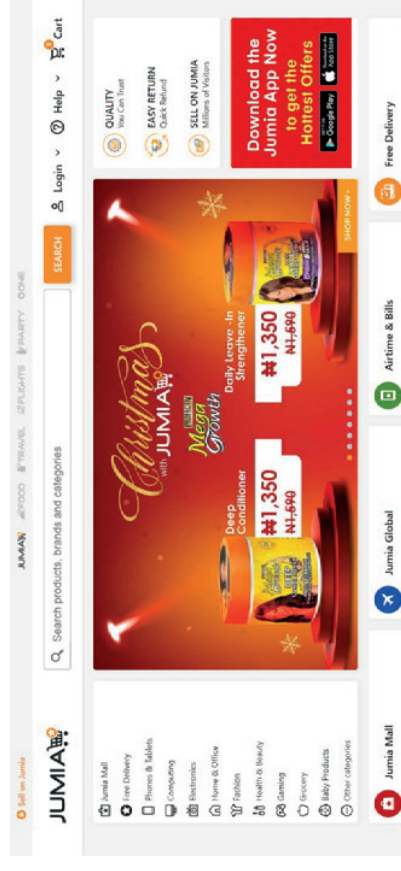 Sell on Jumia
JUMIA FOOD TRAVEL FLIGHTS PARTY ONE
JUMIA
Search products, brands and categories
SEARCH
Login
Help
Cart
Jumia Mall
Free Delivery
Phones & Tablets
Computing
Electronics
Home & Office
Fashion
Health & Beauty
Gaming
Grocery
Baby Products
Other categories
Christmas
with JUMIA
Mega
Growth
Deep
Conditioner
₦1,350
₦1,690
Daily Leave -In
Strengthener
₦1,350
₦1,690
SHOP NOW ›
QUALITY
You Can Trust
EASY RETURN
Quick Refund
SELL ON JUMIA
Millions of Visitors
Download the
Jumia App Now
to get the
Hottest Offers
Google Play
App Store
Jumia Mall
Jumia Global
Airtime & Bills
Free Delivery